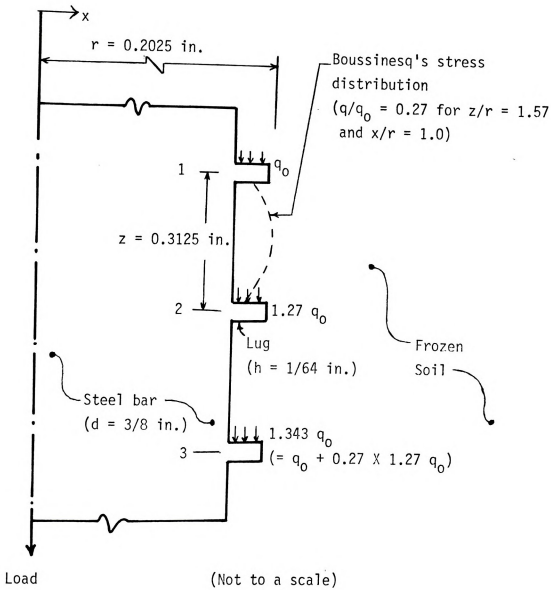 x
r = 0.2025 in.
Boussinesq's stress
distribution
(q/q₀ = 0.27 for z/r = 1.57
and x/r = 1.0)
1
q₀
z = 0.3125 in.
2
1.27 q₀
Lug
(h = 1/64 in.)
Frozen
Soil
Steel bar
(d = 3/8 in.)
1.343 q₀
3
(= q₀ + 0.27 X 1.27 q₀)
Load
(Not to a scale)